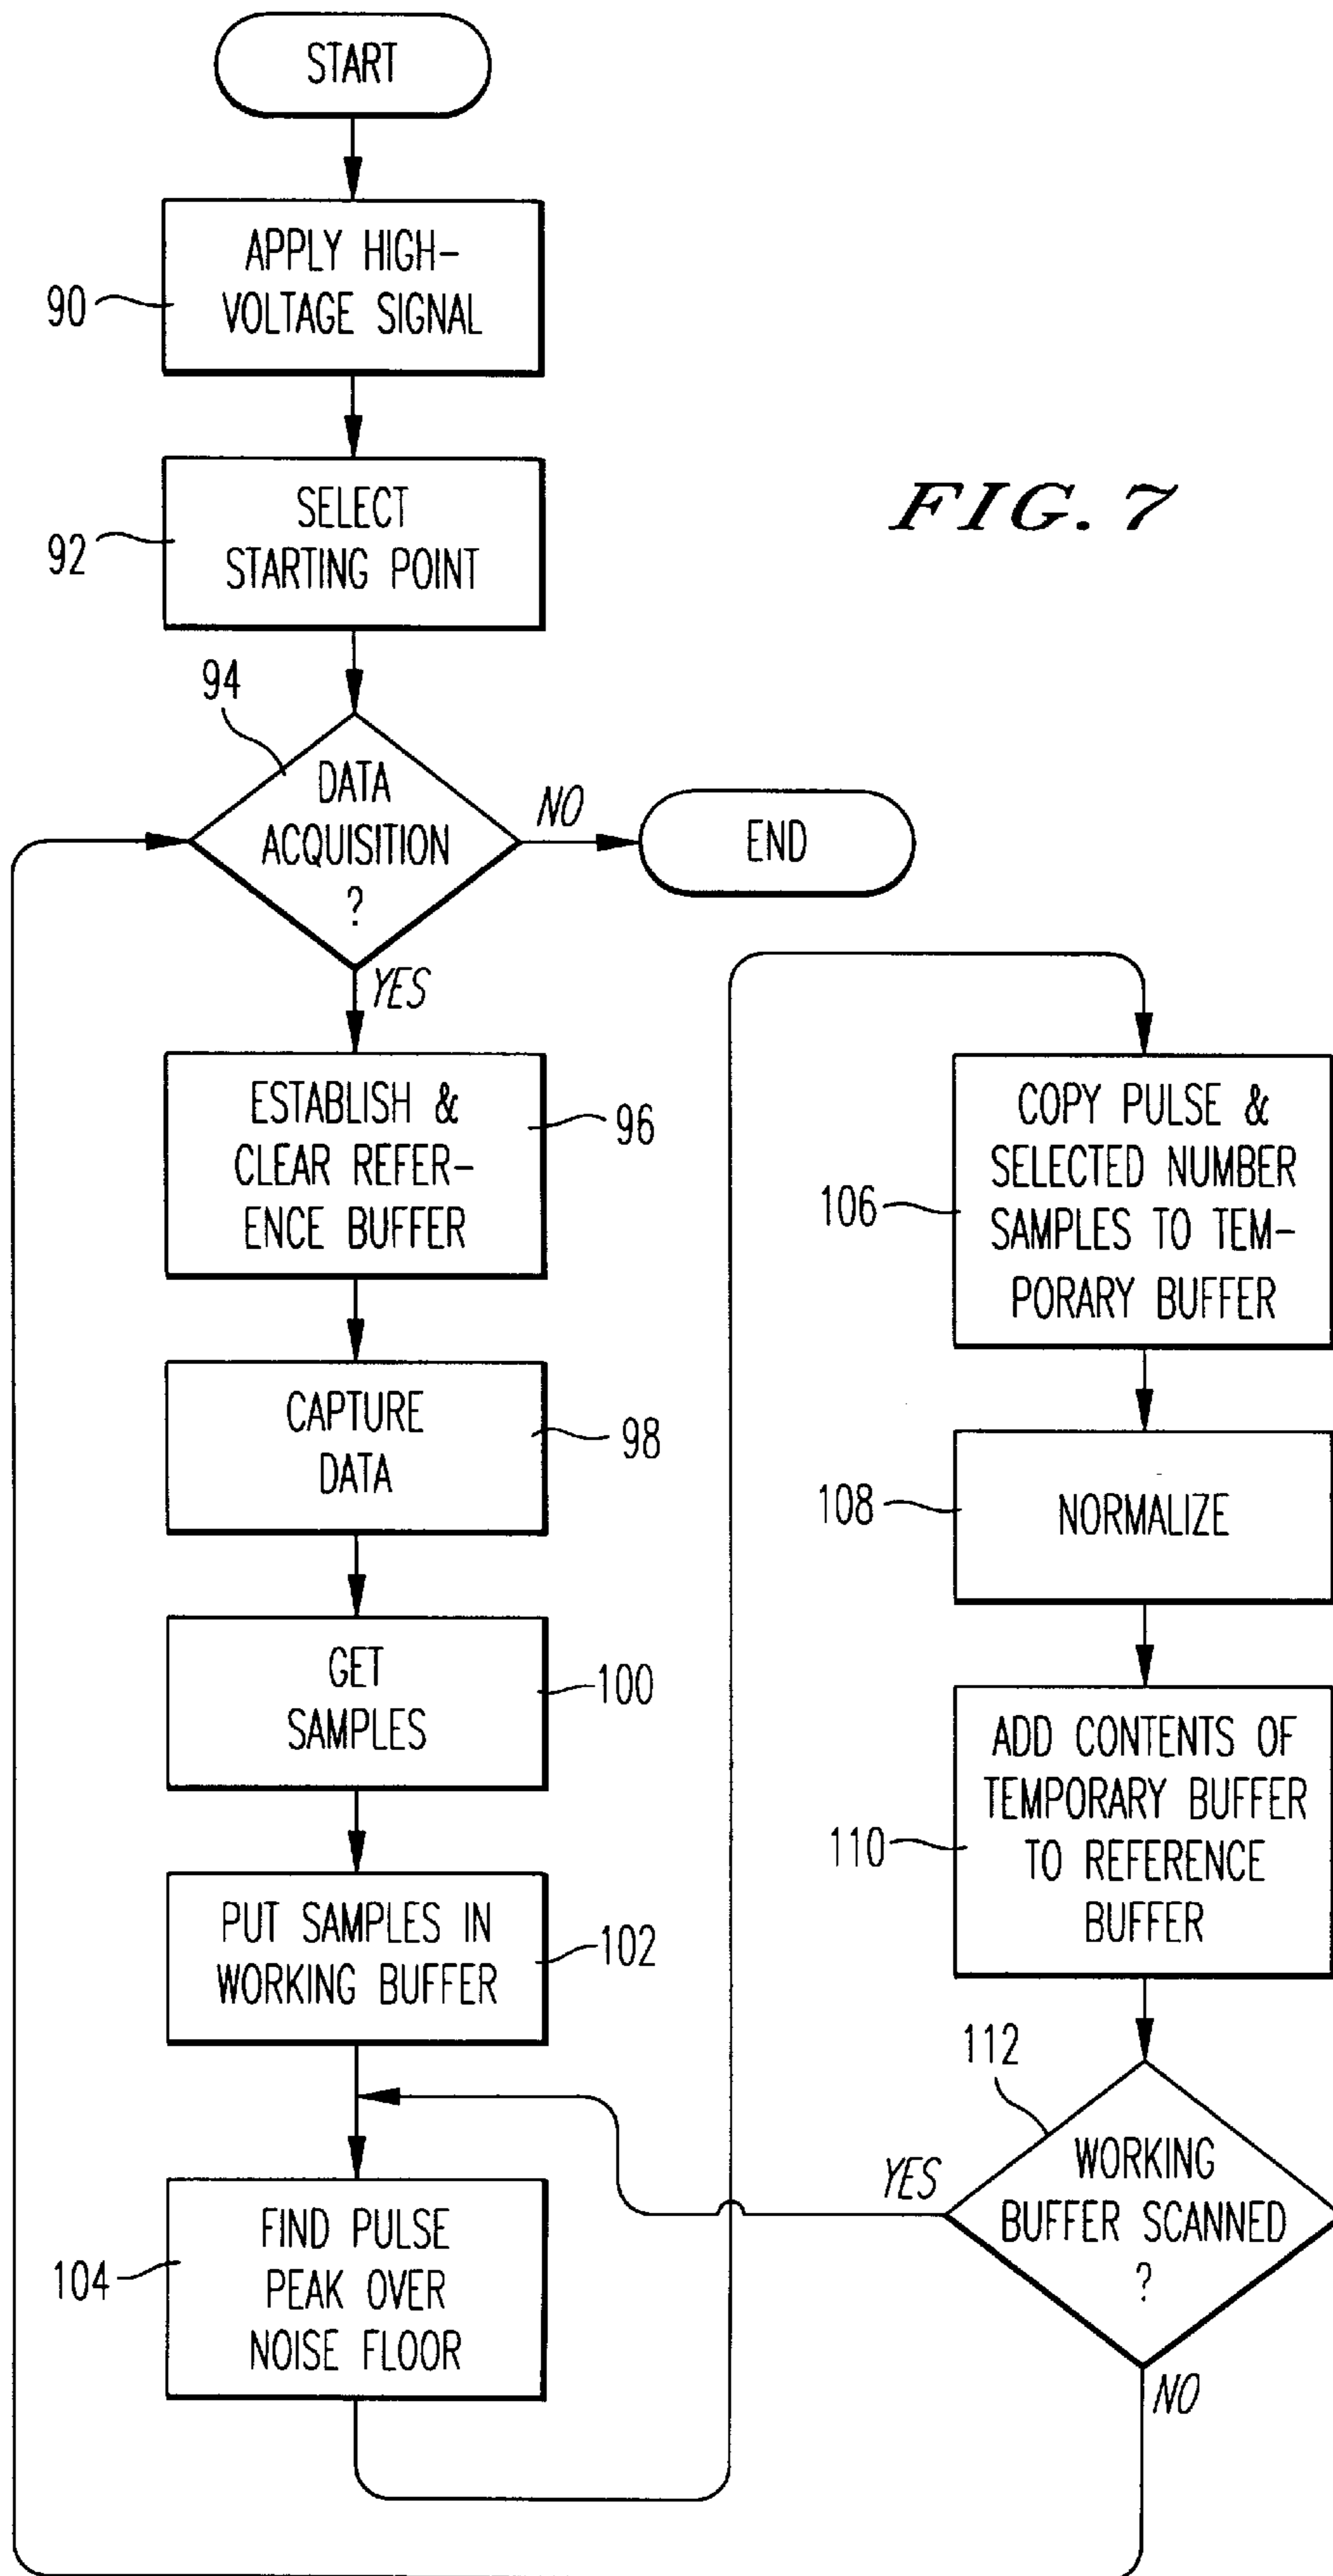 START
90
APPLY HIGH-
VOLTAGE SIGNAL
92
SELECT
STARTING POINT
FIG. 7
94
DATA
ACQUISITION
?
NO
END
YES
ESTABLISH &
CLEAR REFER-
ENCE BUFFER
96
CAPTURE
DATA
98
GET
SAMPLES
100
PUT SAMPLES IN
WORKING BUFFER
102
104
FIND PULSE
PEAK OVER
NOISE FLOOR
106
COPY PULSE &
SELECTED NUMBER
SAMPLES TO TEM-
PORARY BUFFER
108
NORMALIZE
110
ADD CONTENTS OF
TEMPORARY BUFFER
TO REFERENCE
BUFFER
112
WORKING
BUFFER SCANNED
?
YES
NO